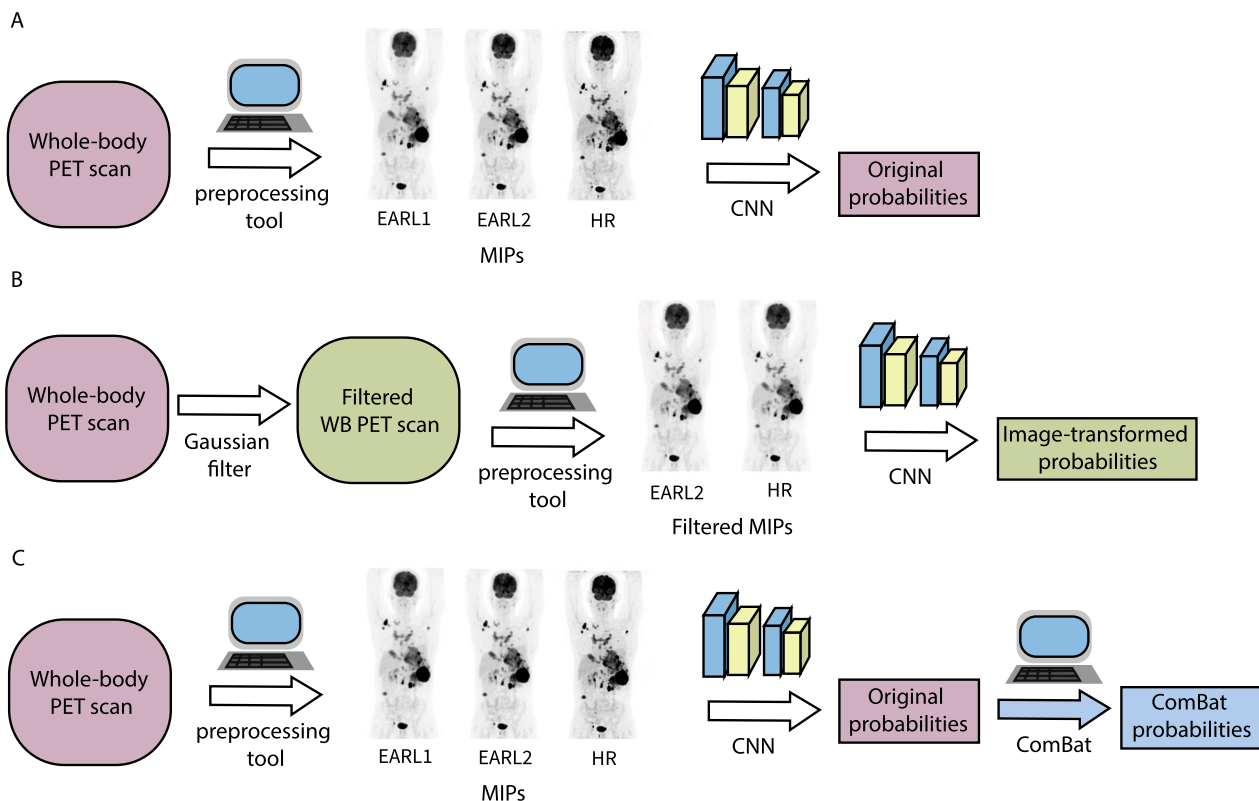 A
Whole-body
PET scan
preprocessing
tool
EARL1
EARL2
HR
MIPs
CNN
Original
probabilities
B
Whole-body
PET scan
Gaussian
filter
Filtered
WB PET scan
preprocessing
tool
EARL2
HR
Filtered MIPs
CNN
Image-transformed
probabilities
C
Whole-body
PET scan
preprocessing
tool
EARL1
EARL2
HR
MIPs
CNN
Original
probabilities
ComBat
ComBat
probabilities